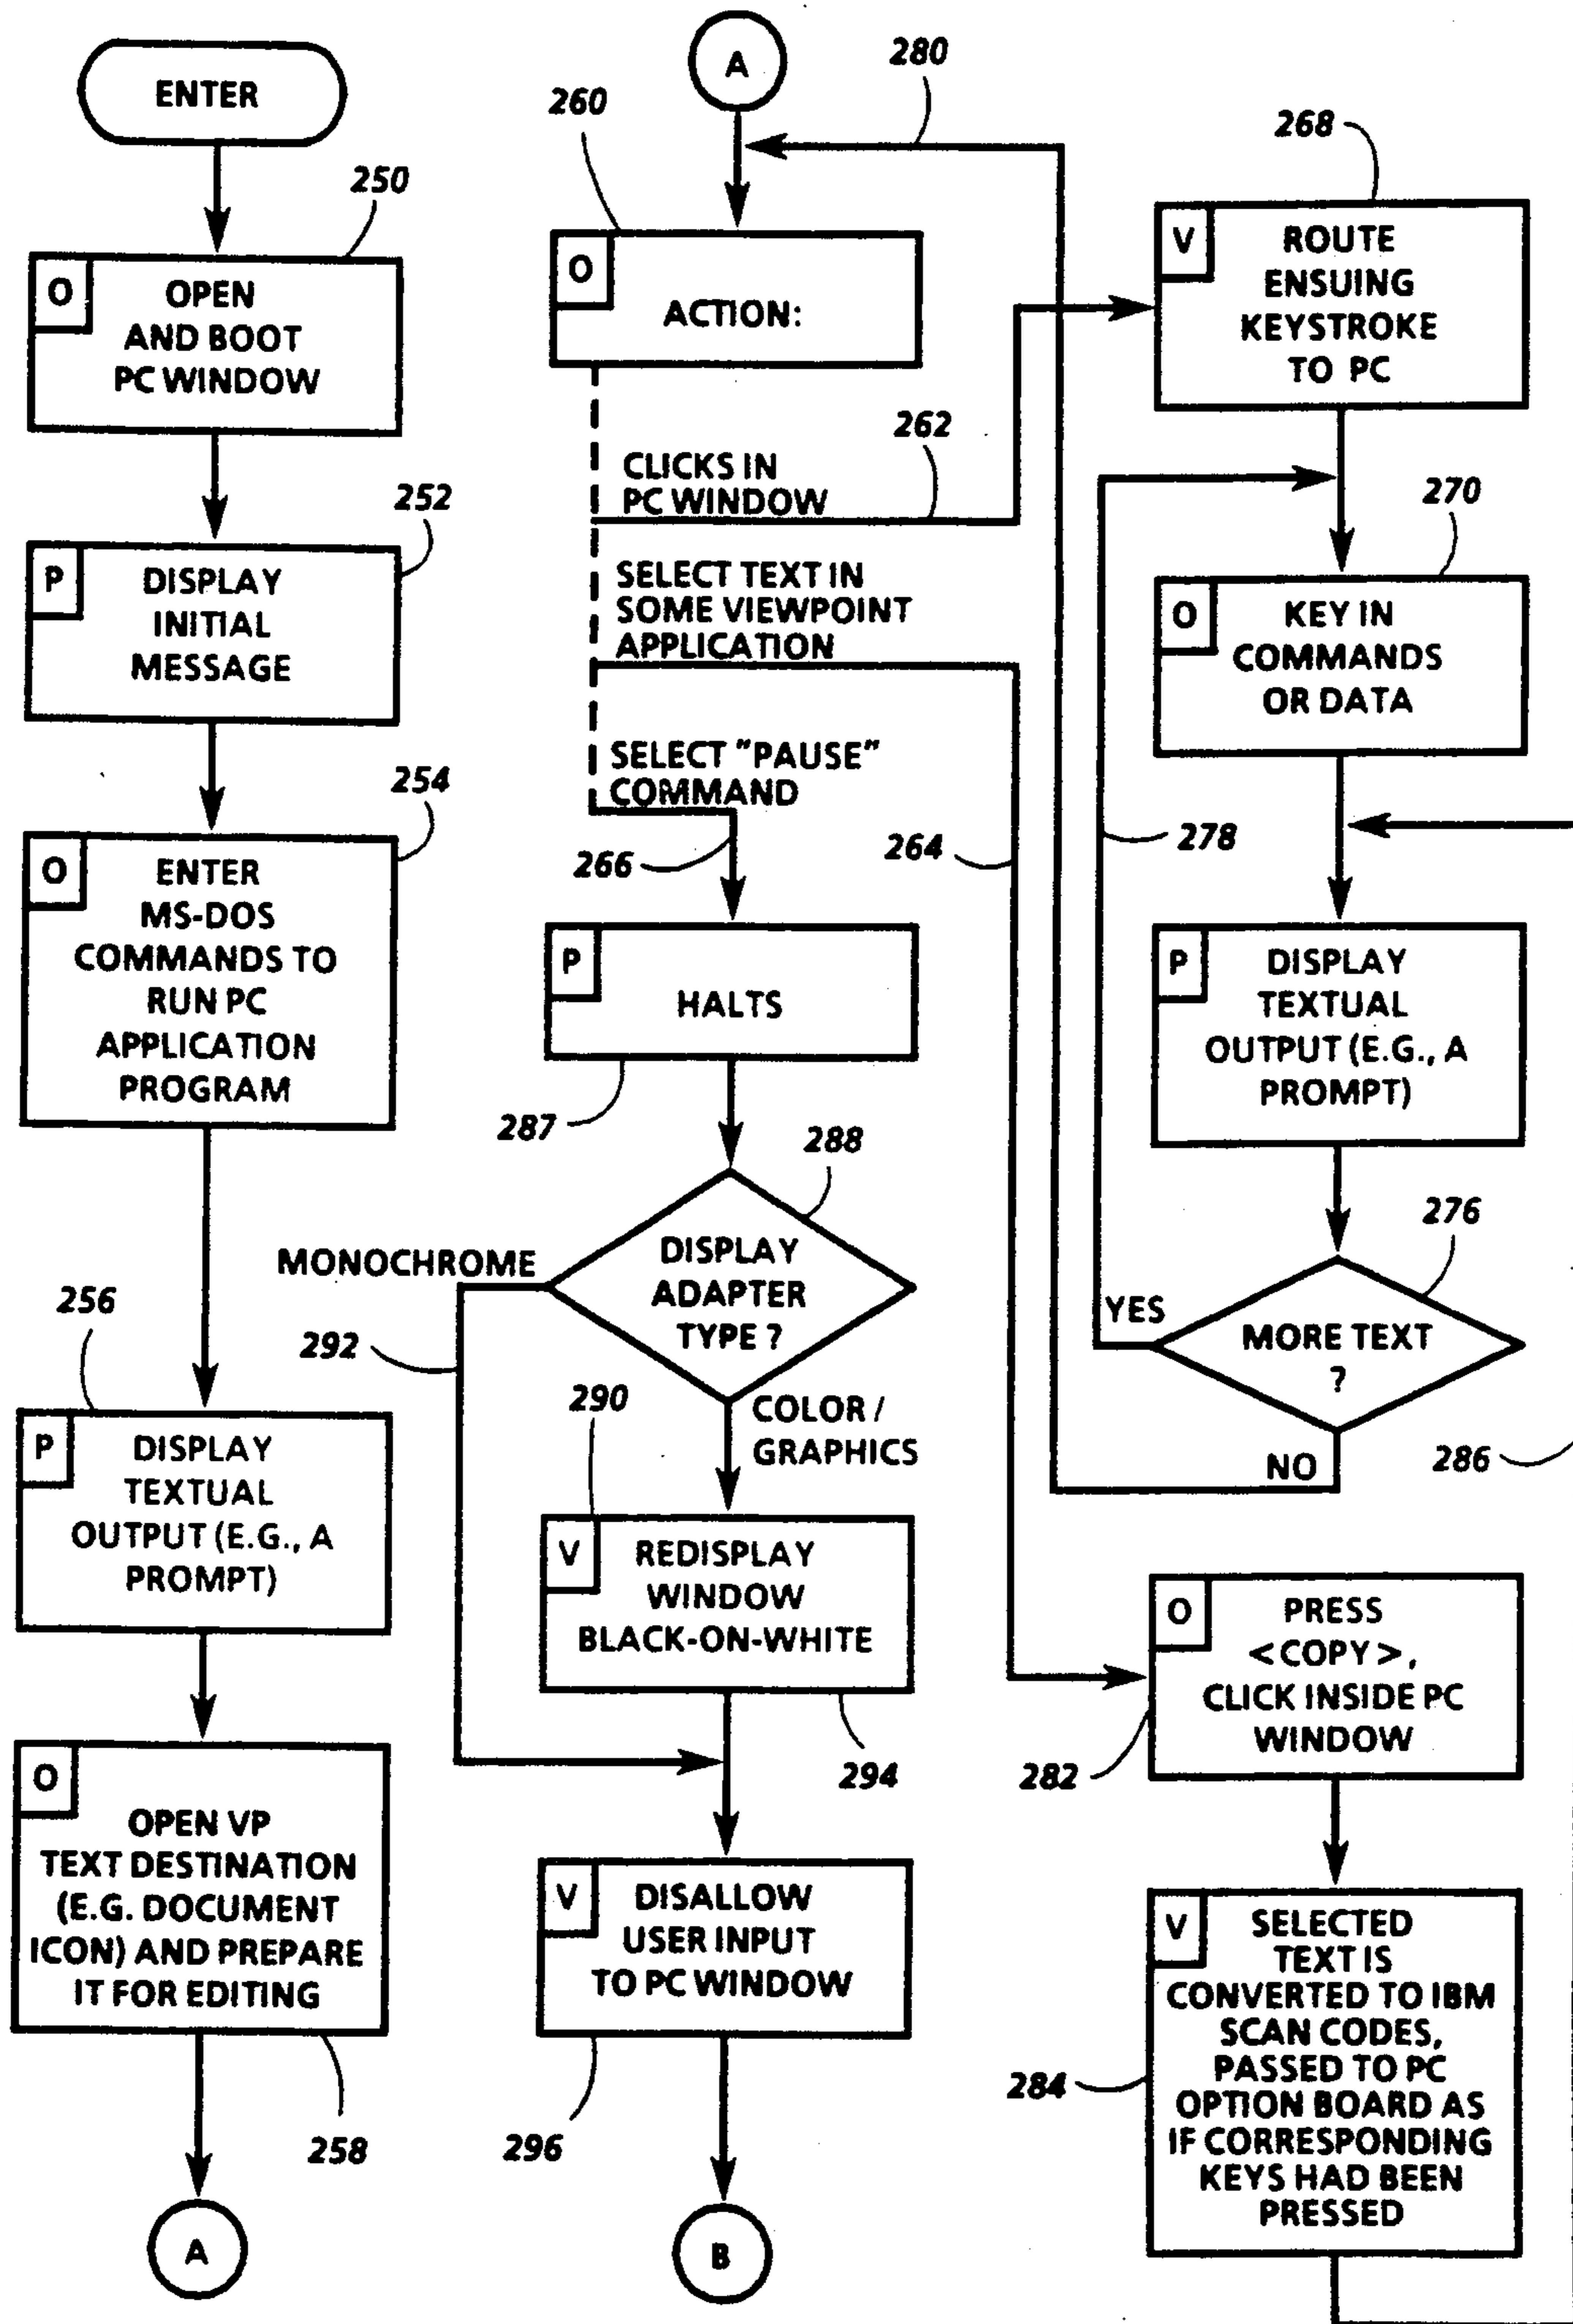 ENTER
250
O
OPEN
AND BOOT
PC WINDOW
252
P
DISPLAY
INITIAL
MESSAGE
254
O
ENTER
MS-DOS
COMMANDS TO
RUN PC
APPLICATION
PROGRAM
256
P
DISPLAY
TEXTUAL
OUTPUT (E.G., A
PROMPT)
O
OPEN VP
TEXT DESTINATION
(E.G. DOCUMENT
ICON) AND PREPARE
IT FOR EDITING
258
A
A
280
260
O
ACTION:
262
CLICKS IN
PC WINDOW
SELECT TEXT IN
SOME VIEWPOINT
APPLICATION
SELECT "PAUSE"
COMMAND
266
264
P
HALTS
287
288
DISPLAY
ADAPTER
TYPE ?
MONOCHROME
292
COLOR /
GRAPHICS
290
V
REDISPLAY
WINDOW
BLACK-ON-WHITE
294
V
DISALLOW
USER INPUT
TO PC WINDOW
296
B
268
V
ROUTE
ENSUING
KEYSTROKE
TO PC
270
O
KEY IN
COMMANDS
OR DATA
278
P
DISPLAY
TEXTUAL
OUTPUT (E.G., A
PROMPT)
276
YES
MORE TEXT
?
NO
286
O
PRESS
<COPY>,
CLICK INSIDE PC
WINDOW
282
V
SELECTED
TEXT IS
CONVERTED TO IBM
SCAN CODES,
PASSED TO PC
OPTION BOARD AS
IF CORRESPONDING
KEYS HAD BEEN
PRESSED
284